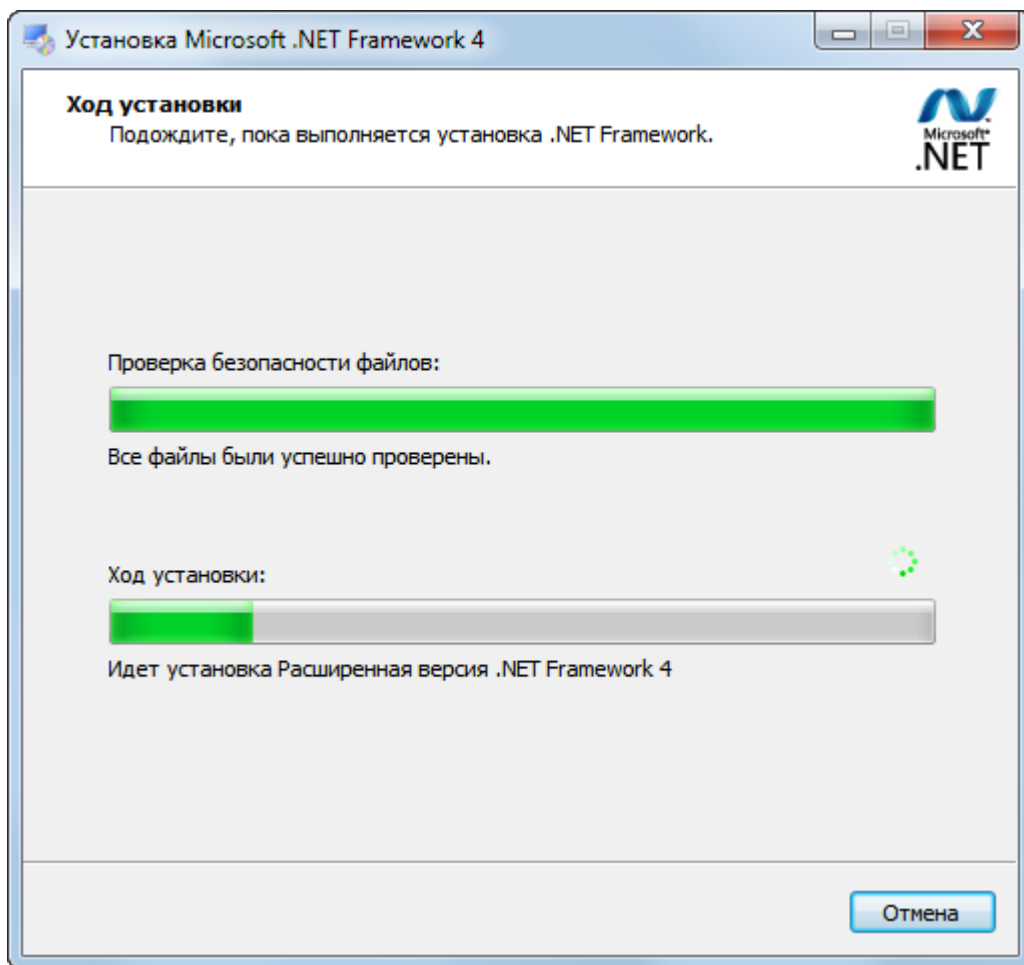 Установка Microsoft .NET Framework 4
Ход установки
Подождите, пока выполняется установка .NET Framework.
Microsoft®
.NET
Проверка безопасности файлов:
Все файлы были успешно проверены.
Ход установки:
Идет установка Расширенная версия .NET Framework 4
Отмена